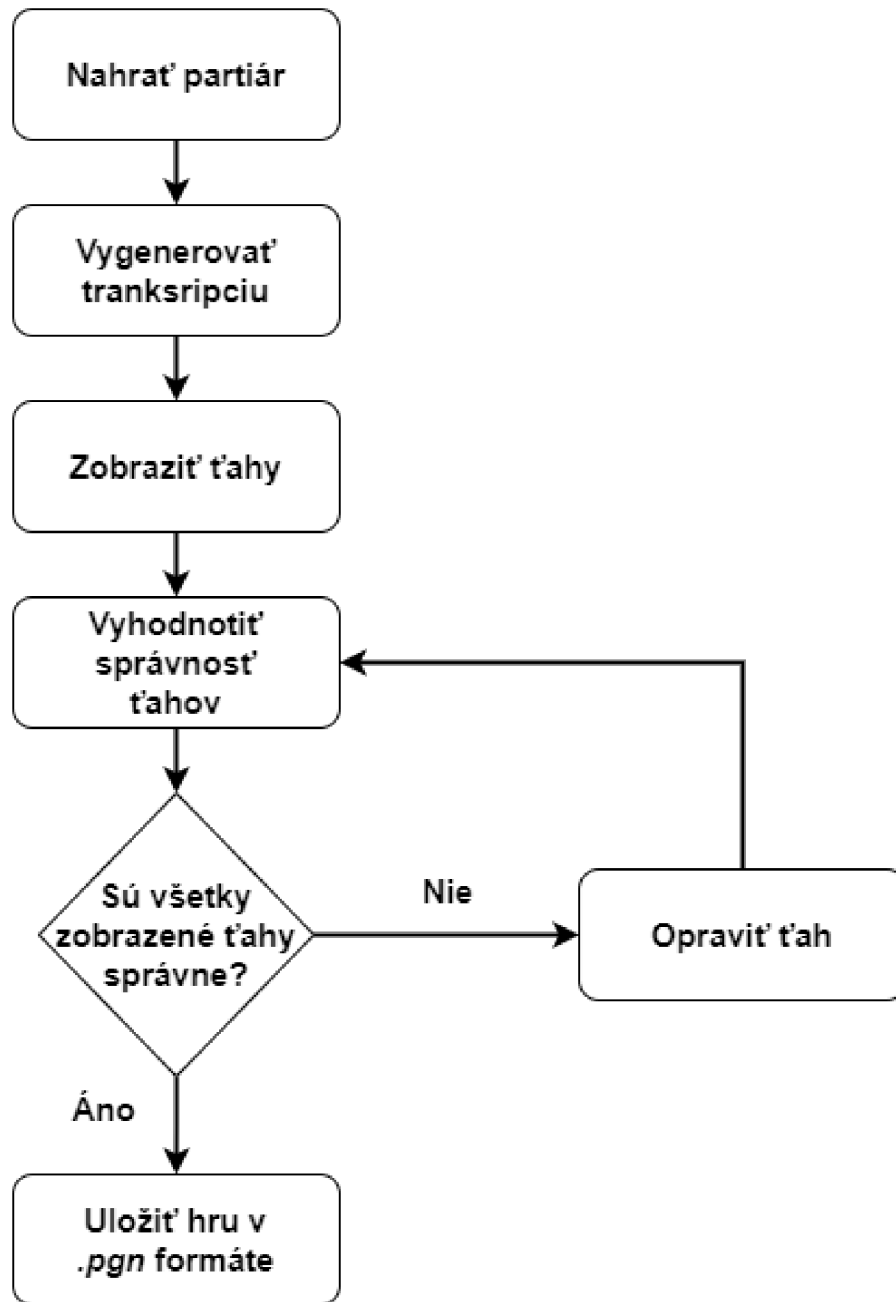 Nahrať partiár
Vygenerovať
tranksripciu
Zobraziť ťahy
Vyhodnotiť
správnosť
ťahov
Sú všetky
zobrazené ťahy
správne?
Nie
Opraviť ťah
Áno
Uložiť hru v
.pgn formáte